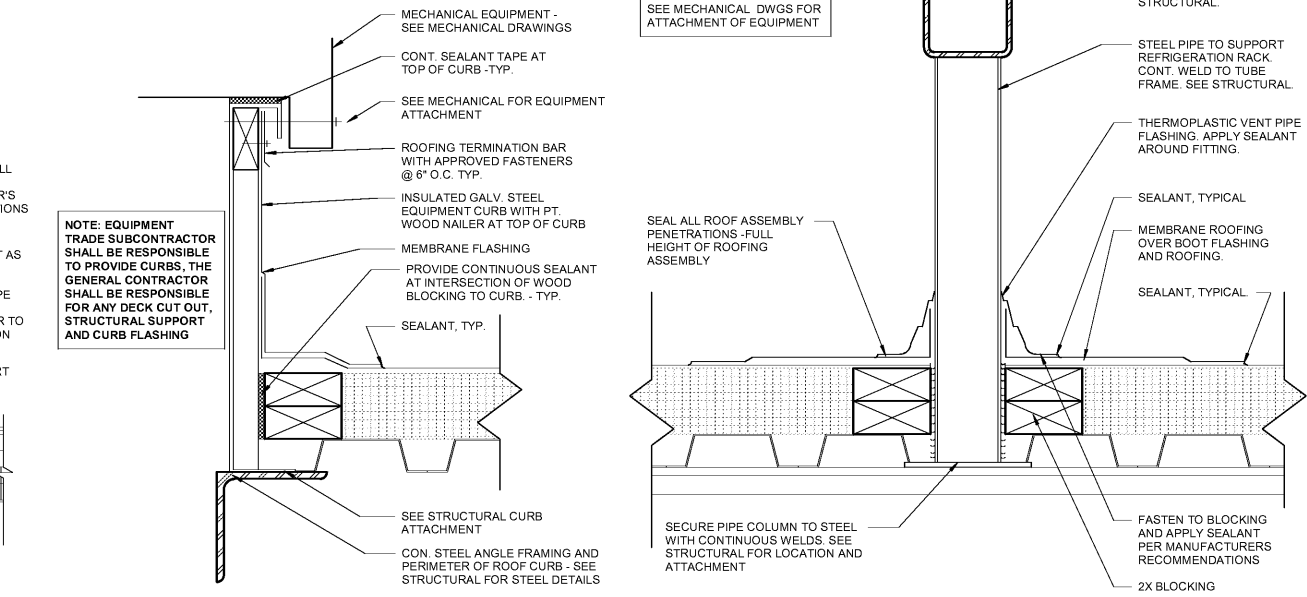 LL
R'S
TIONS
T AS
PE
R TO
ON
RT
MECHANICAL EQUIPMENT -
SEE MECHANICAL DRAWINGS
CONT. SEALANT TAPE AT
TOP OF CURB -TYP.
SEE MECHANICAL FOR EQUIPMENT
ATTACHMENT
ROOFING TERMINATION BAR
WITH APPROVED FASTENERS
@ 6" O.C. TYP.
INSULATED GALV. STEEL
EQUIPMENT CURB WITH PT.
WOOD NAILER AT TOP OF CURB
MEMBRANE FLASHING
PROVIDE CONTINUOUS SEALANT
AT INTERSECTION OF WOOD
BLOCKING TO CURB. - TYP.
SEALANT, TYP.
NOTE: EQUIPMENT
TRADE SUBCONTRACTOR
SHALL BE RESPONSIBLE
TO PROVIDE CURBS, THE
GENERAL CONTRACTOR
SHALL BE RESPONSIBLE
FOR ANY DECK CUT OUT,
STRUCTURAL SUPPORT
AND CURB FLASHING
SEE STRUCTURAL CURB
ATTACHMENT
CON. STEEL ANGLE FRAMING AND
PERIMETER OF ROOF CURB - SEE
STRUCTURAL FOR STEEL DETAILS
SEE MECHANICAL DWGS FOR
ATTACHMENT OF EQUIPMENT
SEAL ALL ROOF ASSEMBLY
PENETRATIONS -FULL
HEIGHT OF ROOFING
ASSEMBLY
SECURE PIPE COLUMN TO STEEL
WITH CONTINUOUS WELDS. SEE
STRUCTURAL FOR LOCATION AND
ATTACHMENT
STRUCTURAL.
STEEL PIPE TO SUPPORT
REFRIGERATION RACK.
CONT. WELD TO TUBE
FRAME. SEE STRUCTURAL.
THERMOPLASTIC VENT PIPE
FLASHING. APPLY SEALANT
AROUND FITTING.
SEALANT, TYPICAL
MEMBRANE ROOFING
OVER BOOT FLASHING
AND ROOFING.
SEALANT, TYPICAL.
FASTEN TO BLOCKING
AND APPLY SEALANT
PER MANUFACTURERS
RECOMMENDATIONS
2X BLOCKING